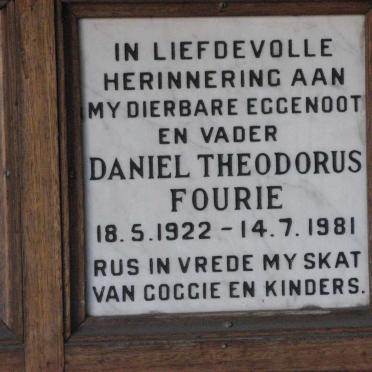 IN LIEFDEVOLLE
HERINNERING AAN
MY DIERBARE EGGENOOT
EN VADER
DANIEL THEODORUS
FOURIE
18.5.1922 – 14.7.1981
RUS IN VREDE MY SKAT
VAN GOGGIE EN KINDERS.